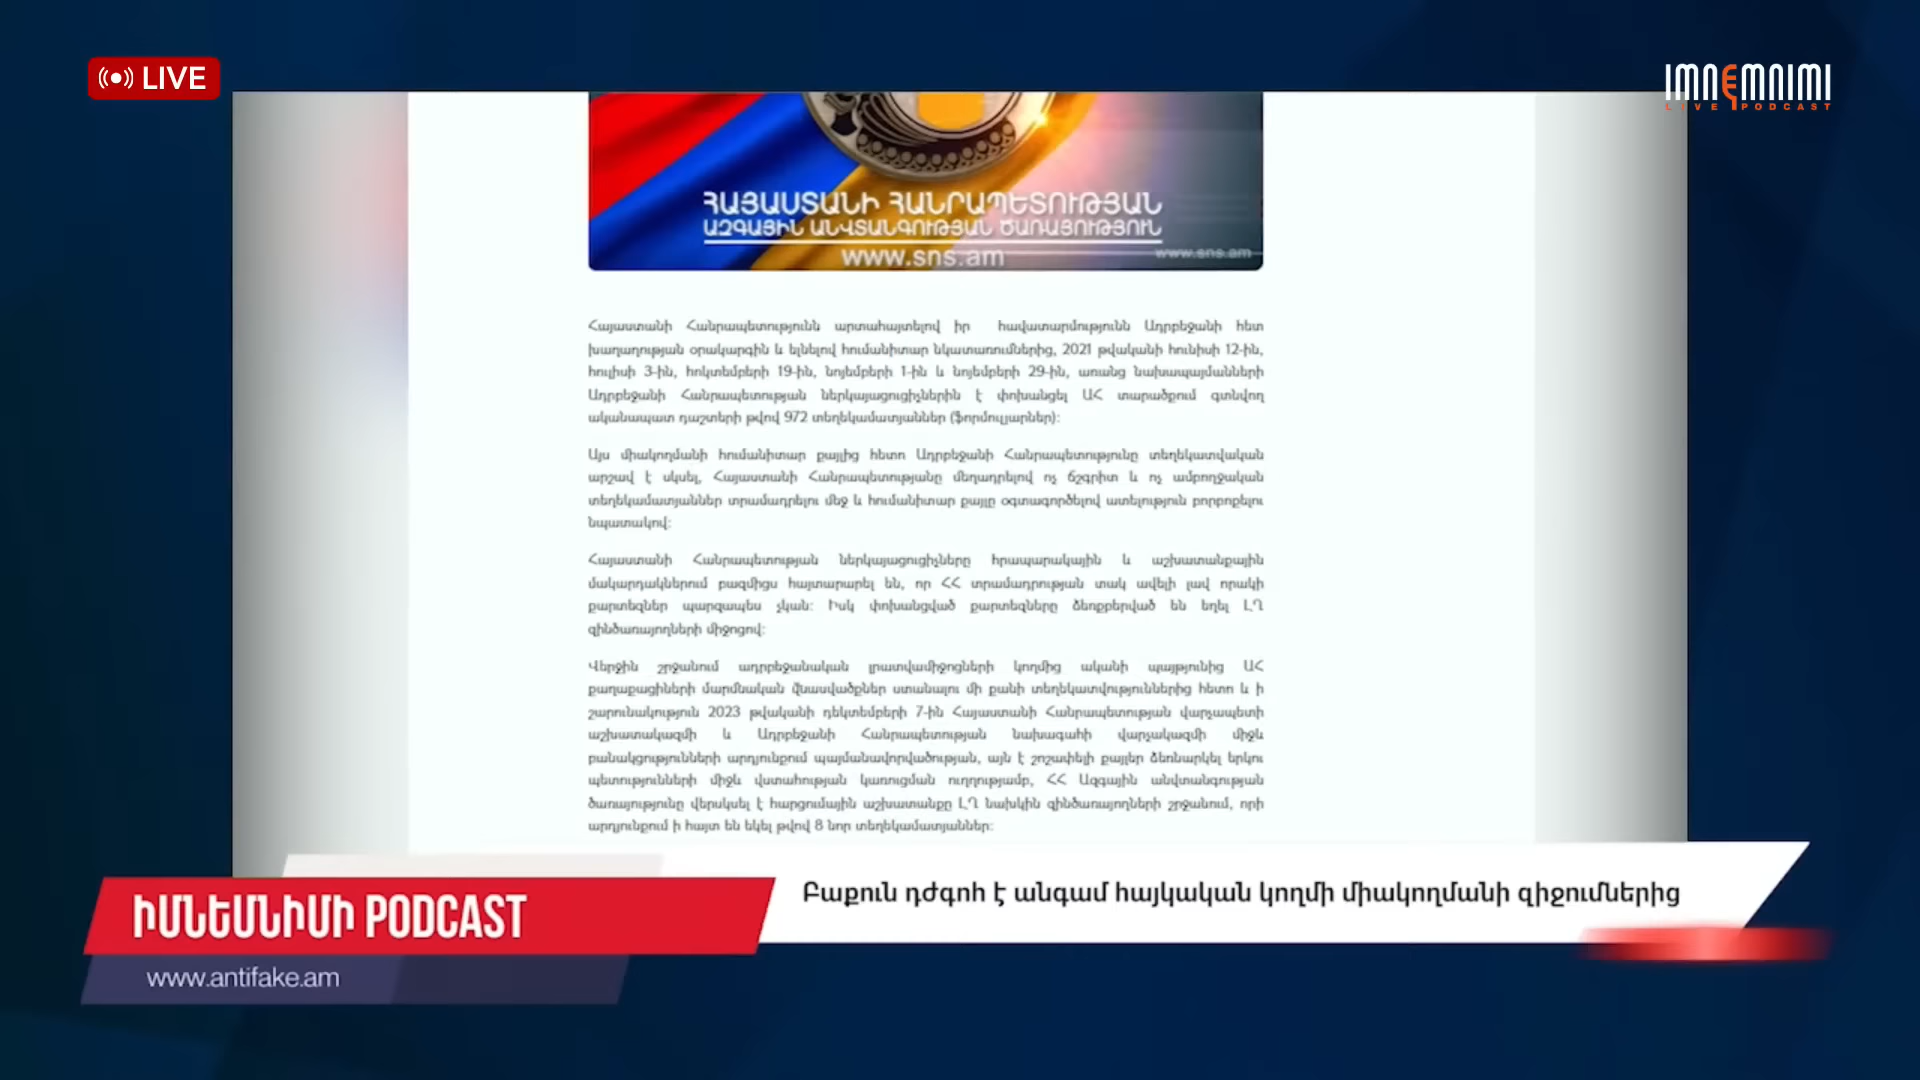 LIVE
ԻՄՆԵՄՆԻՄԻ
LIVE PODCAST
ՀԱՅԱՍՏԱՆԻ ՀԱՆՐԱՊԵՏՈՒԹՅԱՆ
ԱԶԳԱՅԻՆ ԱՆՎՏԱՆԳՈՒԹՅԱՆ ԾԱՌԱՅՈՒԹՅՈՒՆ
www.sns.am
www.sns.am
Հայաստանի Հանրապետությունն արտահայտելով իր հավատարմությունն Ադրբեջանի հետ
խաղաղության օրակարգին և ելնելով հումանիտար նկատառումներից, 2021 թվականի հունիսի 12-ին,
հուլիսի 3-ին, հոկտեմբերի 19-ին, նոյեմբերի 1-ին և նոյեմբերի 29-ին, առանց նախապայմանների
Ադրբեջանի Հանրապետության ներկայացուցիչներին է փոխանցել ԱՀ տարածքում գտնվող
ականապատ դաշտերի թվով 972 տեղեկամատյաններ (ֆորմուլյարներ)։
Այս միակողմանի հումանիտար քայլից հետո Ադրբեջանի Հանրապետությունը տեղեկատվական
արշավ է սկսել, Հայաստանի Հանրապետությանը մեղադրելով ոչ ճշգրիտ և ոչ ամբողջական
տեղեկամատյաններ տրամադրելու մեջ և հումանիտար քայլը օգտագործելով ատելություն բորբոքելու
նպատակով։
Հայաստանի Հանրապետության ներկայացուցիչները հրապարակային և աշխատանքային
մակարդակներում բազմիցս հայտարարել են, որ ՀՀ տրամադրության տակ ավելի լավ որակի
քարտեզներ պարզապես չկան։ Իսկ փոխանցված քարտեզները ձեռքբերված են եղել ԼՂ
զինծառայողների միջոցով։
Վերջին շրջանում ադրբեջանական լրատվամիջոցների կողմից ականի պայթյունից ԱՀ
քաղաքացիների մարմնական վնասվածքներ ստանալու մի քանի տեղեկատվություններից հետո և ի
շարունակություն 2023 թվականի դեկտեմբերի 7-ին Հայաստանի Հանրապետության վարչապետի
աշխատակազմի և Ադրբեջանի Հանրապետության նախագահի վարչակազմի միջև
բանակցությունների արդյունքում պայմանավորվածության, այն է շոշափելի քայլեր ձեռնարկել երկու
պետությունների միջև վստահության կառուցման ուղղությամբ, ՀՀ Ազգային անվտանգության
ծառայությունը վերսկսել է հարցումային աշխատանքը ԼՂ նախկին զինծառայողների շրջանում, որի
արդյունքում ի հայտ են եկել թվով 8 նոր տեղեկամատյաններ։
Բաքուն դժգոհ է անգամ հայկական կողմի միակողմանի զիջումներից
ԻՄՆԵՄՆԻՄԻ PODCAST
www.antifake.am